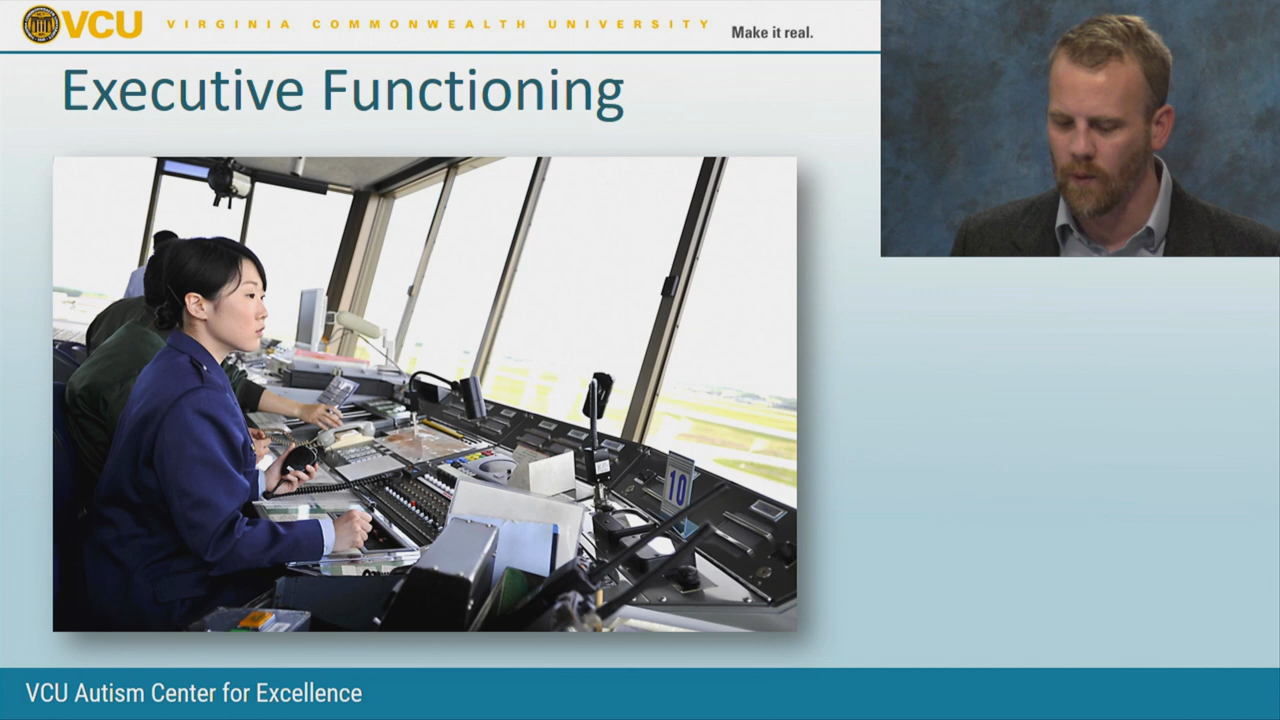 VCU VIRGINIA COMMONWEALTH UNIVERSITY Make it real.
Executive Functioning
10
VCU Autism Center for Excellence